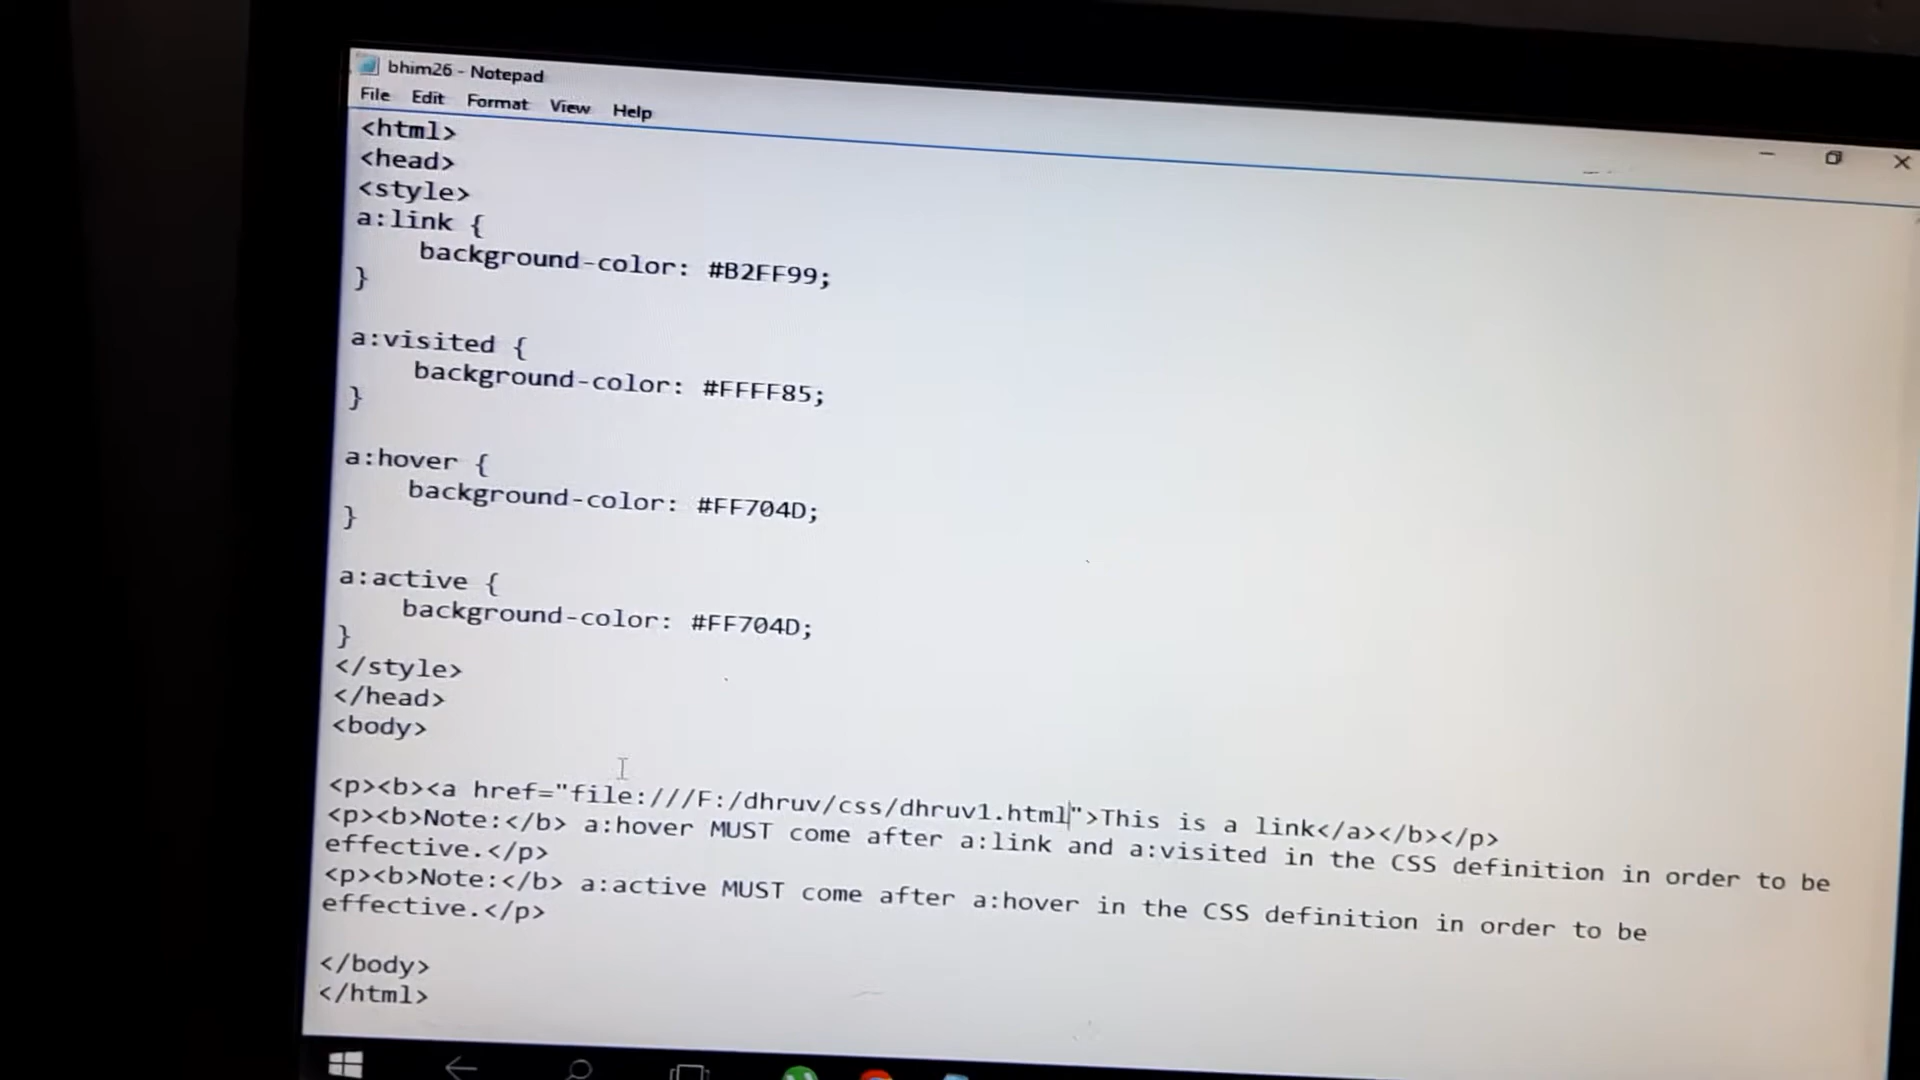 bhim26 - Notepad
File Edit Format View Help
<html>
<head>
<style>
a:link {
background-color: #B2FF99;
}
a:visited {
background-color: #FFFF85;
}
a:hover {
background-color: #FF704D;
}
a:active {
background-color: #FF704D;
}
</style>
</head>
<body>
<p><b><a href="file:///F:/dhruv/css/dhruv1.html">This is a link</a></b></p>
<p><b>Note:</b> a:hover MUST come after a:link and a:visited in the CSS definition in order to be
effective.</p>
<p><b>Note:</b> a:active MUST come after a:hover in the CSS definition in order to be
effective.</p>
</body>
</html>